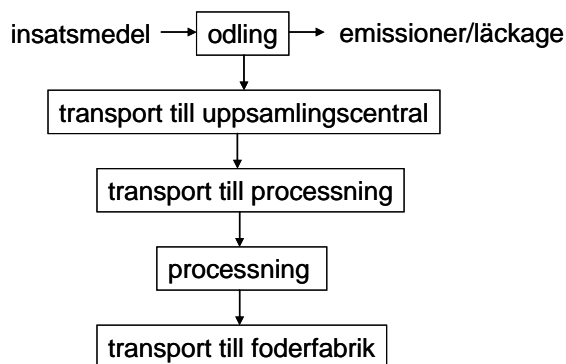 insatsmedel odling emissioner/läckage
transport till uppsamlingscentral
transport till processning
processning
transport till foderfabrik